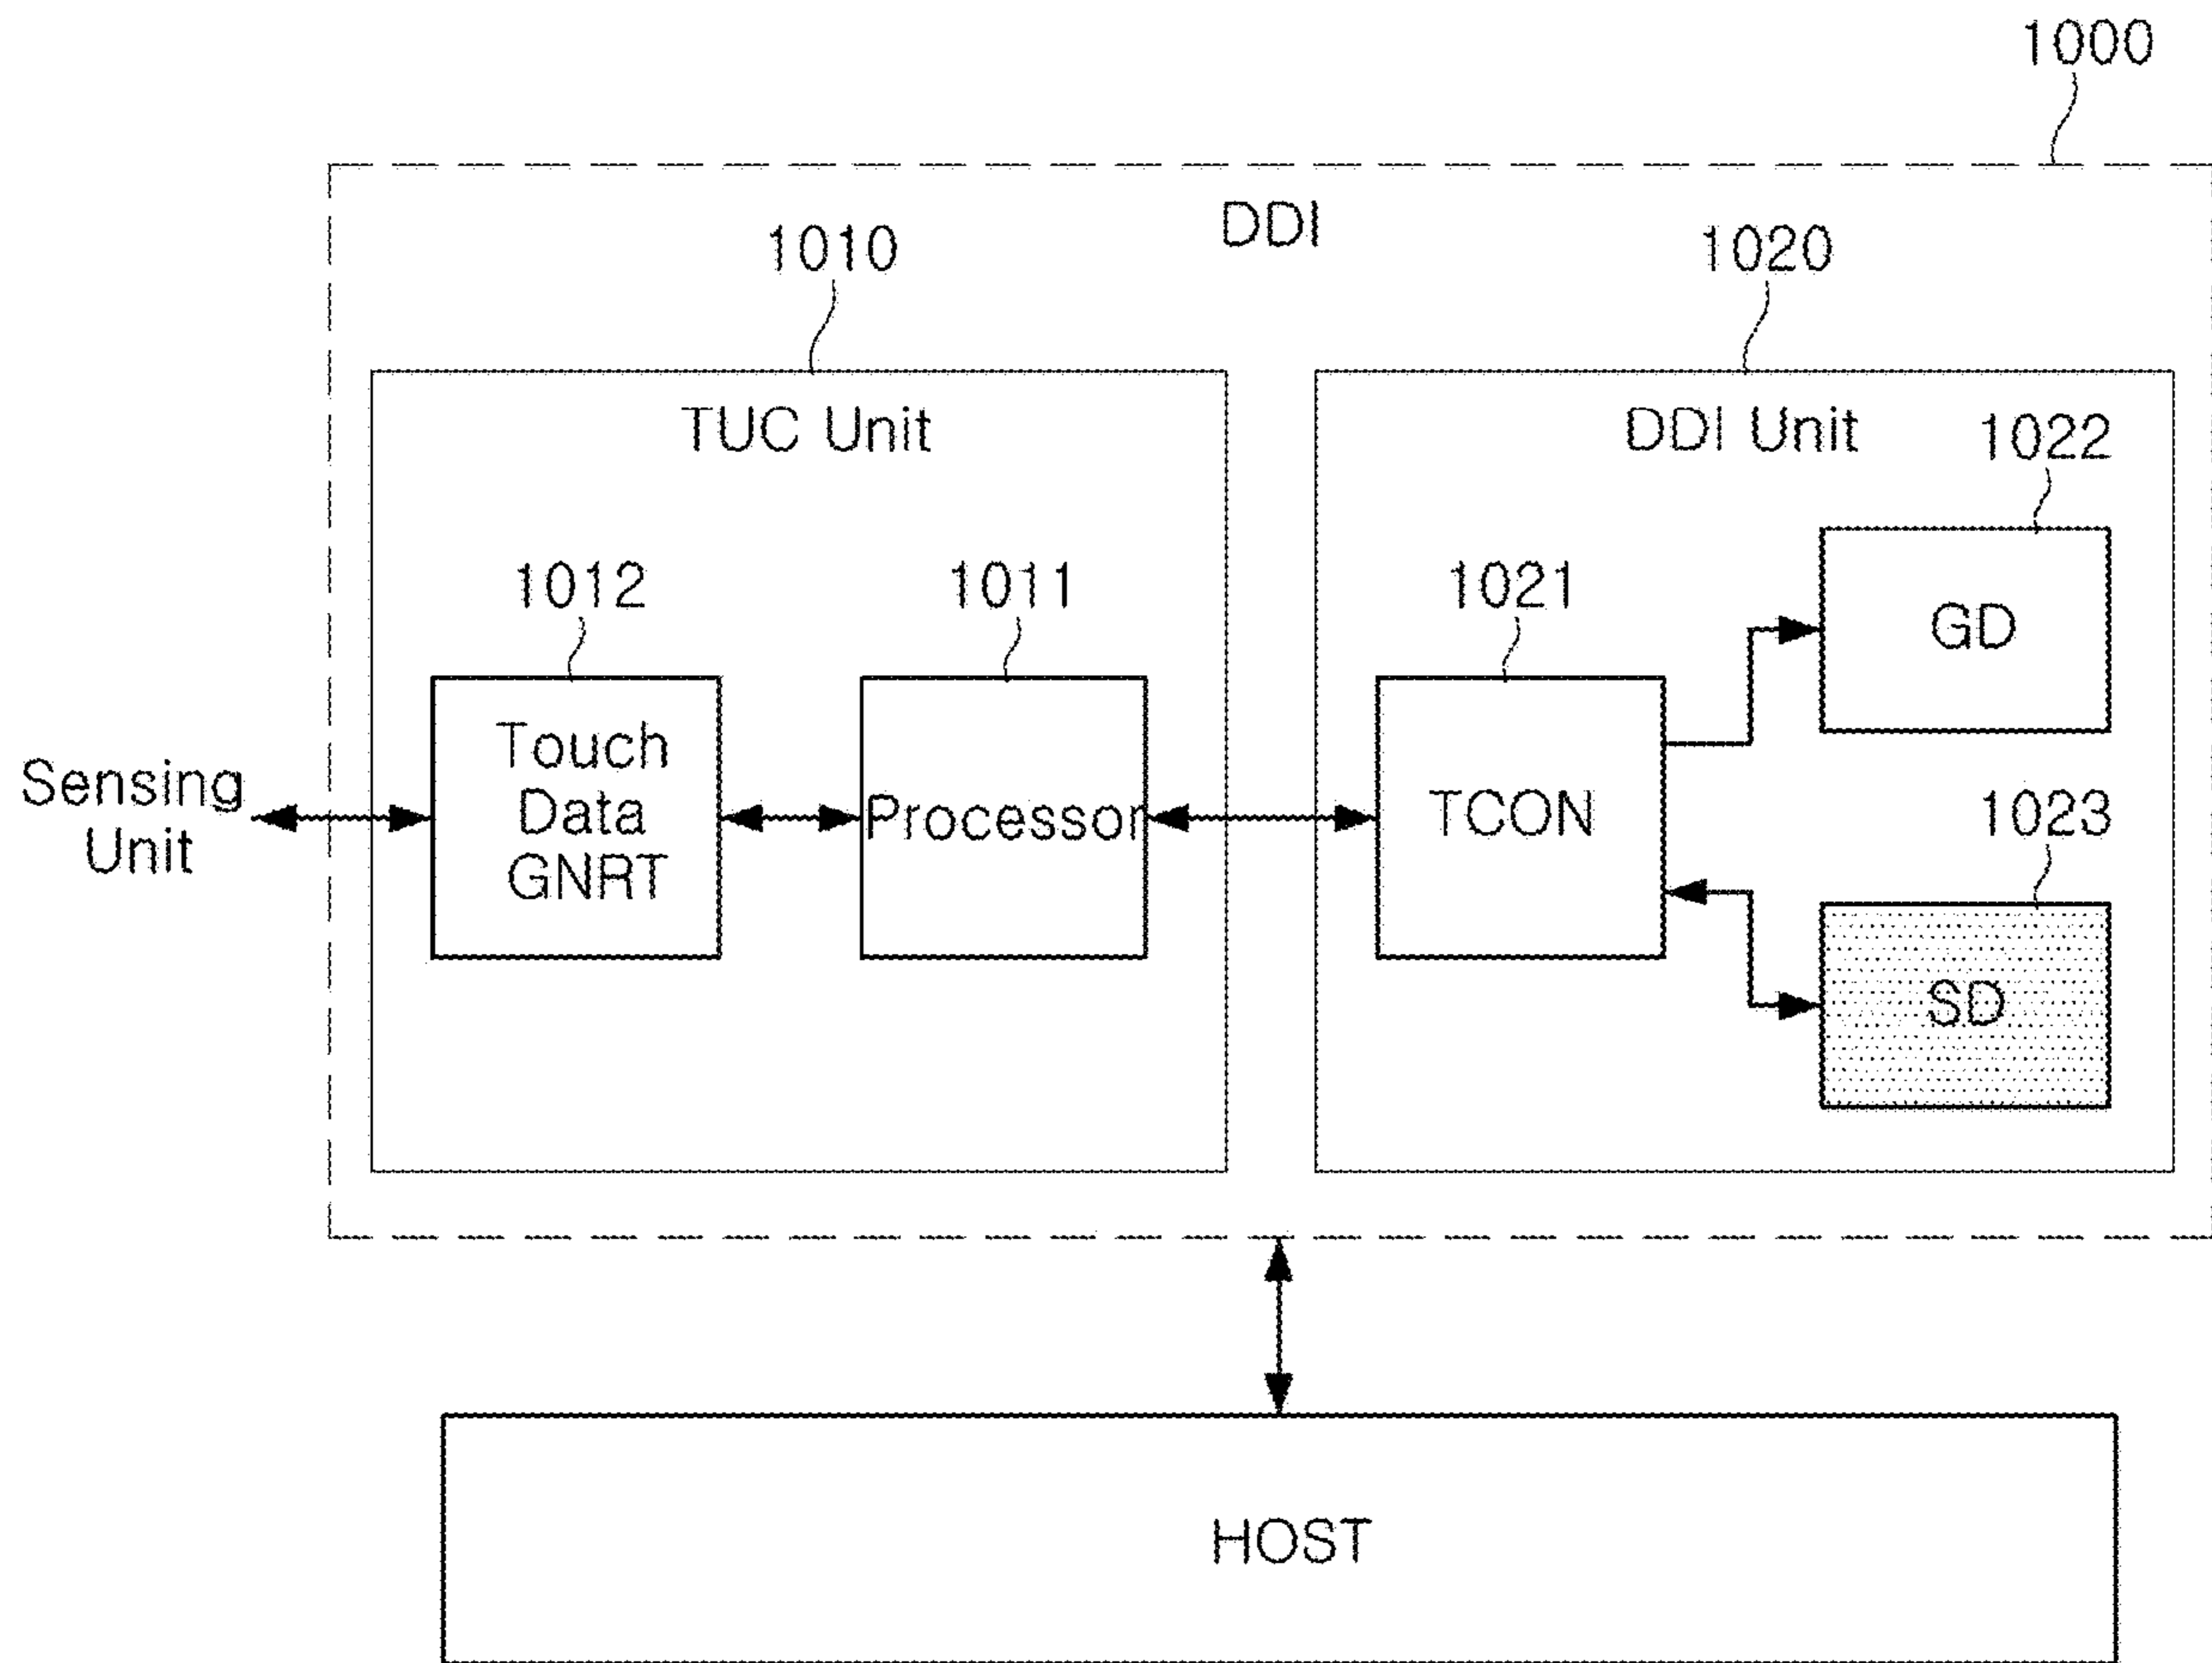 1000
DDI
1010
1020
TUC Unit
DDI Unit
1022
1012
1011
1021
GD
Touch
Data
GNRT
Processor
TCON
Sensing
Unit
1023
SD
HOST